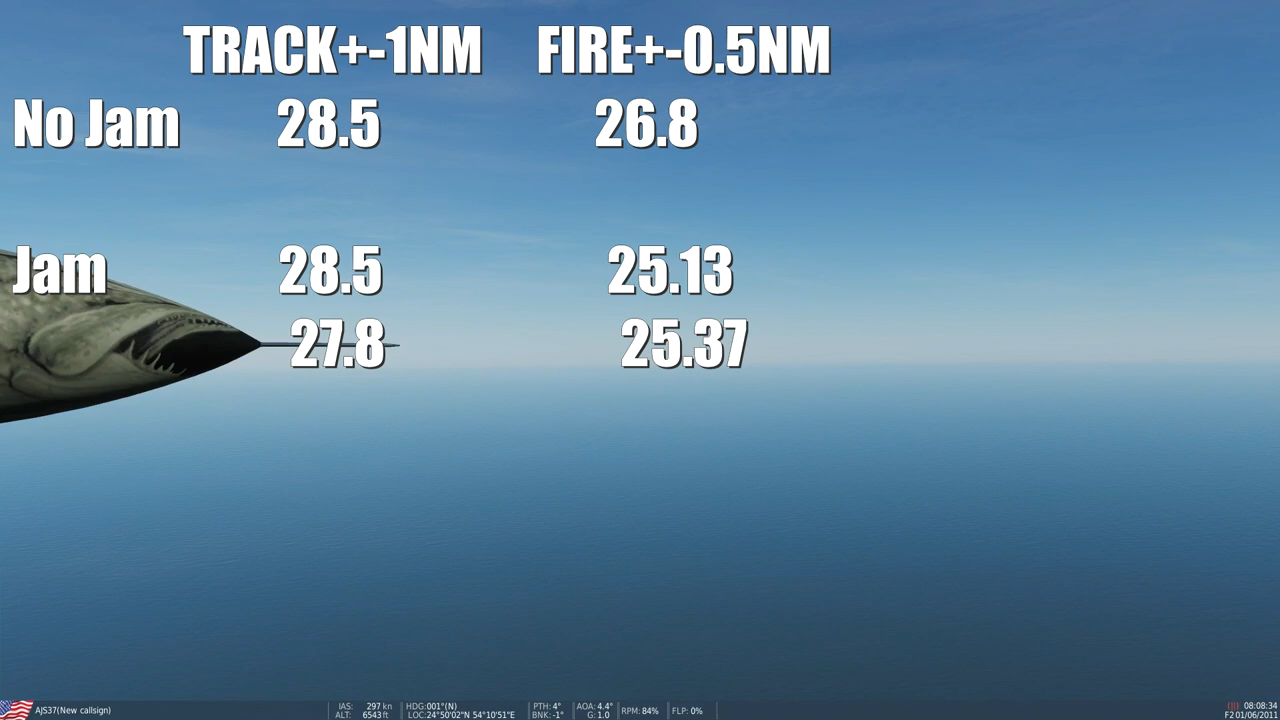 TRACK+-1NM FIRE+-0.5NM
No Jam 28.5 26.8
Jam 28.5 25.13
27.8 25.37
AJS37(New callsign) IAS: 297 kn HDG:001°(N) PTH: 4° AOA: 4.4° RPM: 84% FLP: 0% 08:08:34
ALT: 6543 ft LOC:24°50'02"N 54°10'51"E BNK: -1° G: 1.0 F2 01/06/2011